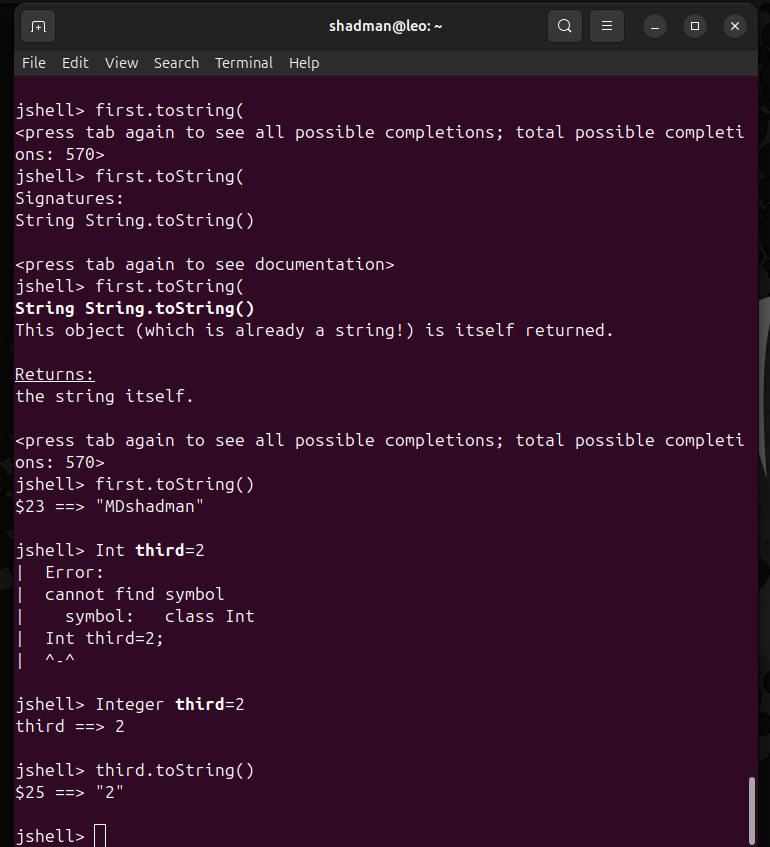 shadman@leo: ~
File Edit View Search Terminal Help
jshell> first.tostring(
<press tab again to see all possible completions; total possible completi
ons: 570>
jshell> first.toString(
Signatures:
String String.toString()
<press tab again to see documentation>
jshell> first.toString(
String String.toString()
This object (which is already a string!) is itself returned.
Returns:
the string itself.
<press tab again to see all possible completions; total possible completi
ons: 570>
jshell> first.toString()
$23 ==> "MDshadman"
jshell> Int third=2
|  Error:
|  cannot find symbol
|    symbol:   class Int
|  Int third=2;
|  ^-^
jshell> Integer third=2
third ==> 2
jshell> third.toString()
$25 ==> "2"
jshell>